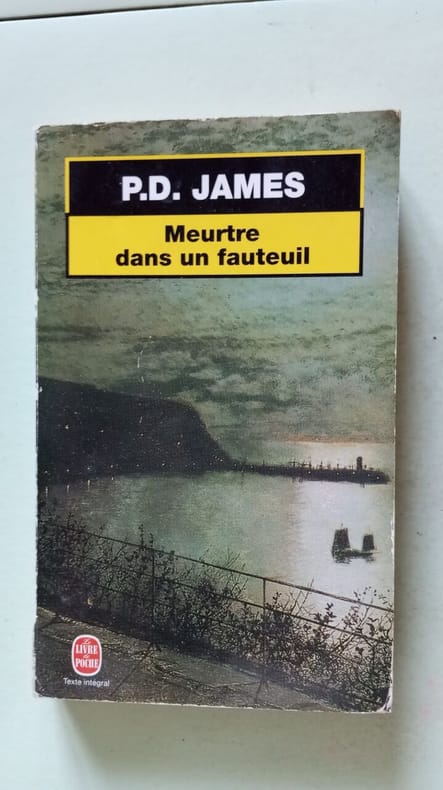 P.D. JAMES
Meurtre
dans un fauteuil
Le
LIVRE
de
POCHE
Texte intégral